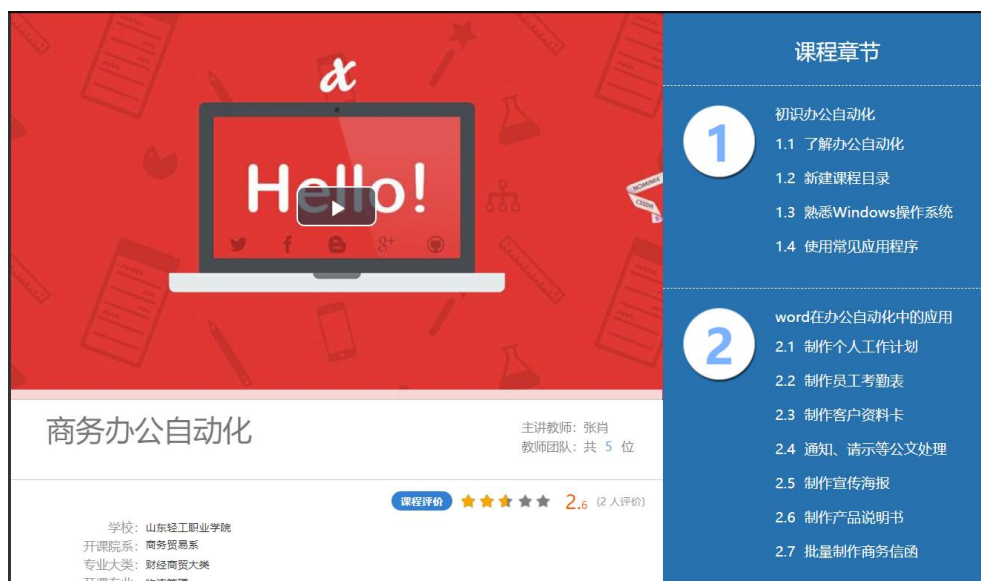 Hello!
NOMINEE
CSSDA
商务办公自动化
主讲教师：张肖
教师团队：共 5 位
课程评价 2.6 (2 人评价)
学校：山东轻工职业学院
开课院系：商务贸易系
专业大类：财经商贸大类
课程章节
1
初识办公自动化
1.1 了解办公自动化
1.2 新建课程目录
1.3 熟悉Windows操作系统
1.4 使用常见应用程序
2
word在办公自动化中的应用
2.1 制作个人工作计划
2.2 制作员工考勤表
2.3 制作客户资料卡
2.4 通知、请示等公文处理
2.5 制作宣传海报
2.6 制作产品说明书
2.7 批量制作商务信函